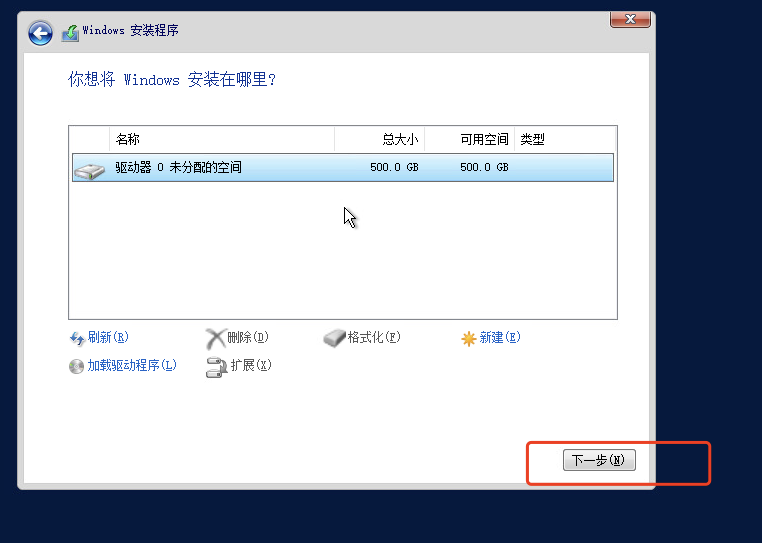 Windows 安装程序
你想将 Windows 安装在哪里?
名称 总大小 可用空间 类型
驱动器 0 未分配的空间 500.0 GB 500.0 GB
刷新(R) 删除(D) 格式化(F) 新建(E)
加载驱动程序(L) 扩展(X)
下一步(N)